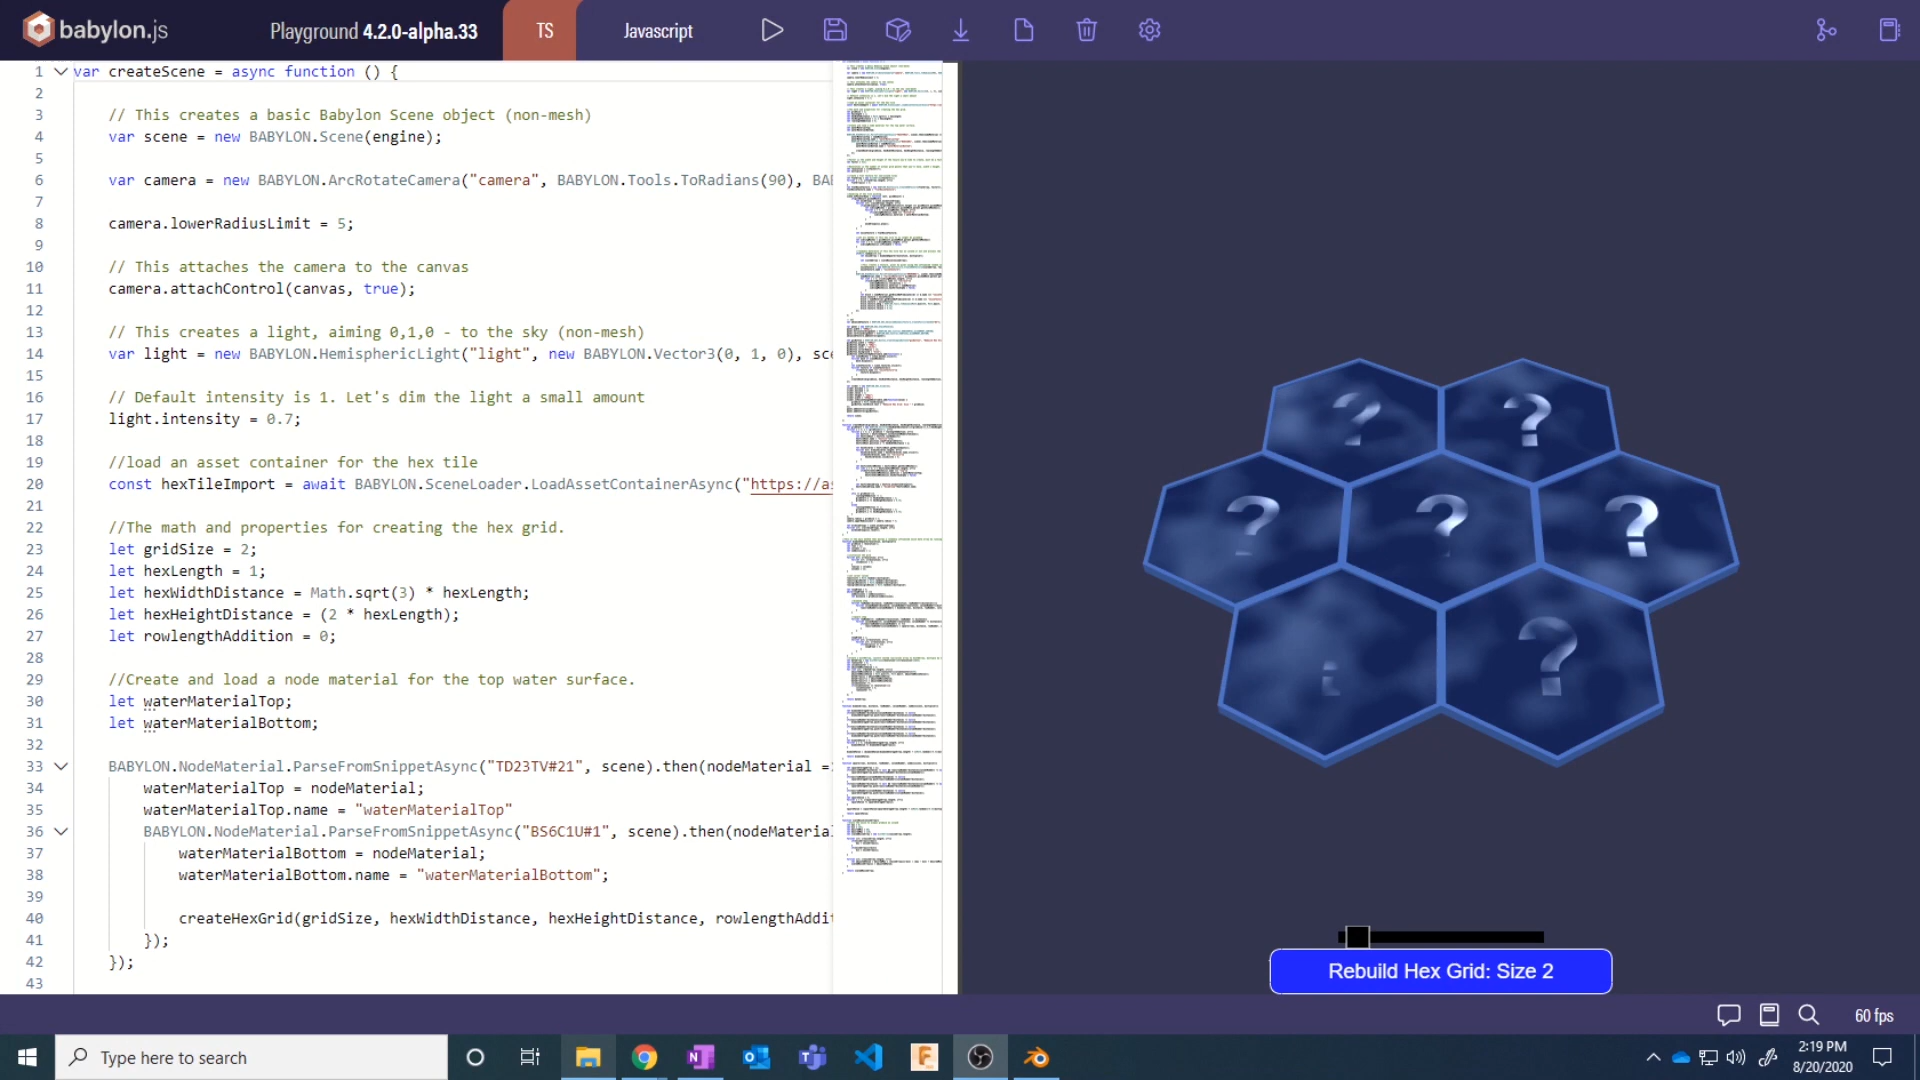 babylon.js
Playground 4.2.0-alpha.33
TS
Javascript
1 var createScene = async function () {
2
3 // This creates a basic Babylon Scene object (non-mesh)
4 var scene = new BABYLON.Scene(engine);
5
6 var camera = new BABYLON.ArcRotateCamera("camera", BABYLON.Tools.ToRadians(90), BA
7
8 camera.lowerRadiusLimit = 5;
9
10 // This attaches the camera to the canvas
11 camera.attachControl(canvas, true);
12
13 // This creates a light, aiming 0,1,0 - to the sky (non-mesh)
14 var light = new BABYLON.HemisphericLight("light", new BABYLON.Vector3(0, 1, 0), sce
15
16 // Default intensity is 1. Let's dim the light a small amount
17 light.intensity = 0.7;
18
19 //load an asset container for the hex tile
20 const hexTileImport = await BABYLON.SceneLoader.LoadAssetContainerAsync("https://as
21
22 //The math and properties for creating the hex grid.
23 let gridSize = 2;
24 let hexLength = 1;
25 let hexWidthDistance = Math.sqrt(3) * hexLength;
26 let hexHeightDistance = (2 * hexLength);
27 let rowlengthAddition = 0;
28
29 //Create and load a node material for the top water surface.
30 let waterMaterialTop;
31 let waterMaterialBottom;
32
33 BABYLON.NodeMaterial.ParseFromSnippetAsync("TD23TV#21", scene).then(nodeMaterial =
34 waterMaterialTop = nodeMaterial;
35 waterMaterialTop.name = "waterMaterialTop"
36 BABYLON.NodeMaterial.ParseFromSnippetAsync("BS6C1U#1", scene).then(nodeMateria
37 waterMaterialBottom = nodeMaterial;
38 waterMaterialBottom.name = "waterMaterialBottom";
39
40 createHexGrid(gridSize, hexWidthDistance, hexHeightDistance, rowlengthAddit
41 });
42 });
43
? ?
? ? ?
?
Rebuild Hex Grid: Size 2
60 fps
Type here to search
2:19 PM
8/20/2020